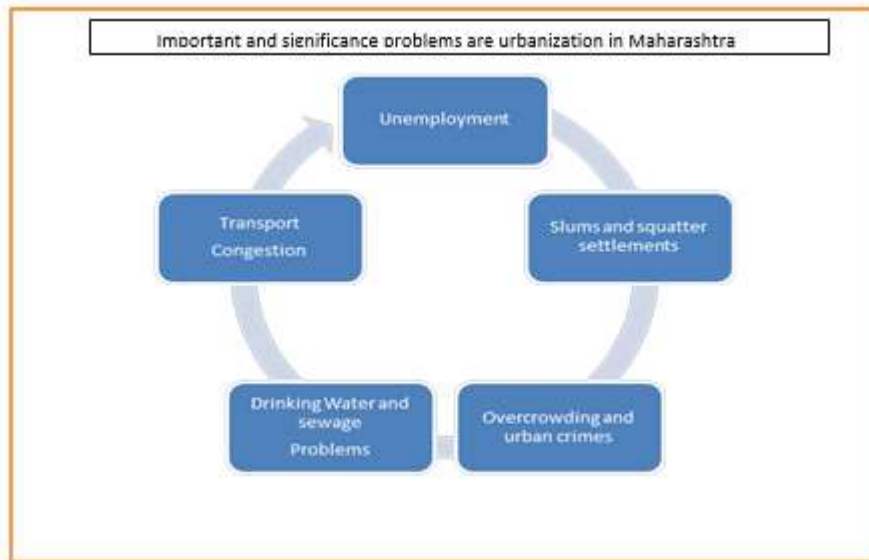 Important and significance problems are urbanization in Maharashtra
Unemployment
Slums and squatter
settlements
Overcrowding and
urban crimes
Drinking Water and
sewage
Problems
Transport
Congestion